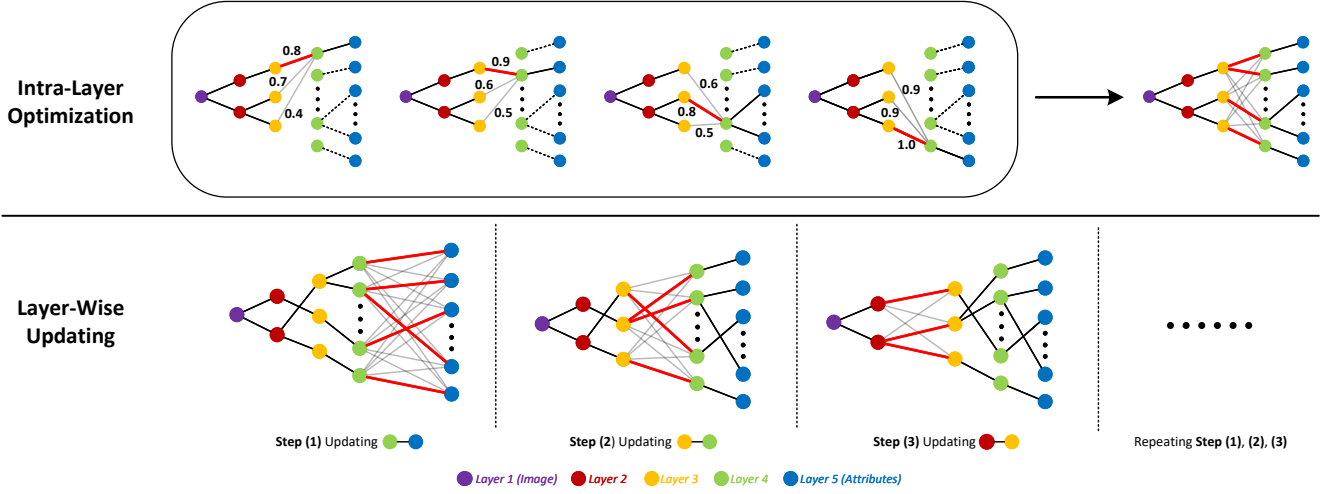 Intra-Layer
Optimization
0.8
0.7
0.4
0.9
0.6
0.5
0.6
0.8
0.5
0.9
0.9
1.0
Layer-Wise
Updating
Step (1) Updating
Step (2) Updating
Step (3) Updating
Repeating Step (1), (2), (3)
Layer 1 (Image)
Layer 2
Layer 3
Layer 4
Layer 5 (Attributes)